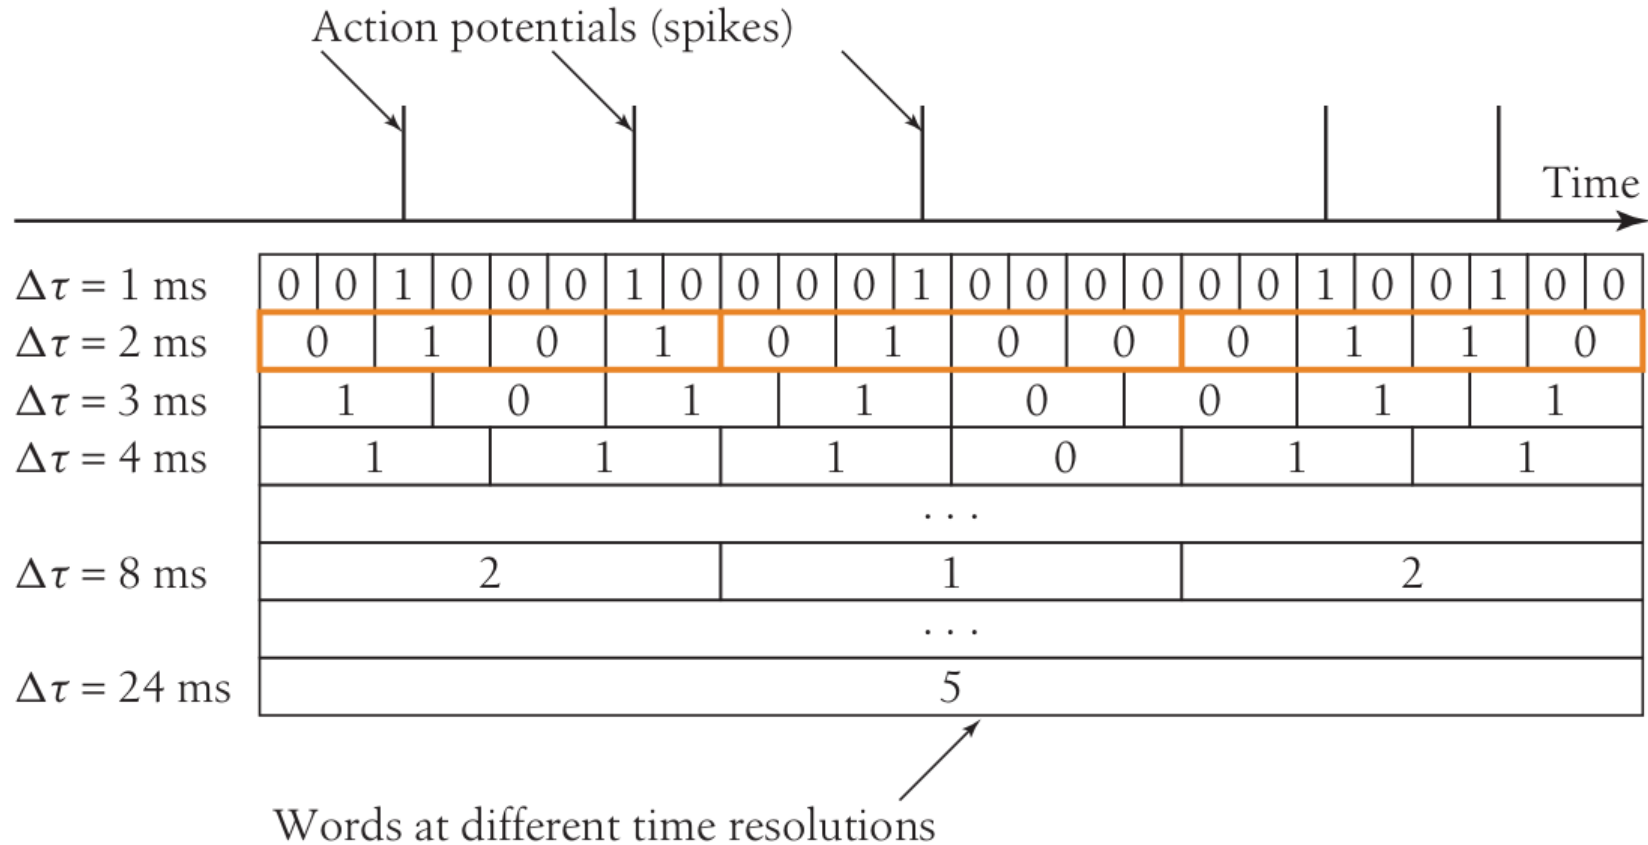 Action potentials (spikes)
Time
Δτ = 1 ms 0 0 1 0 0 0 1 0 0 0 0 1 0 0 0 0 0 0 1 0 0 1 0 0
Δτ = 2 ms 0 1 0 1 0 1 0 0 0 1 1 0
Δτ = 3 ms 1 0 1 1 0 0 1 1
Δτ = 4 ms 1 1 1 0 1 1
. . .
Δτ = 8 ms 2 1 2
. . .
Δτ = 24 ms 5
Words at different time resolutions